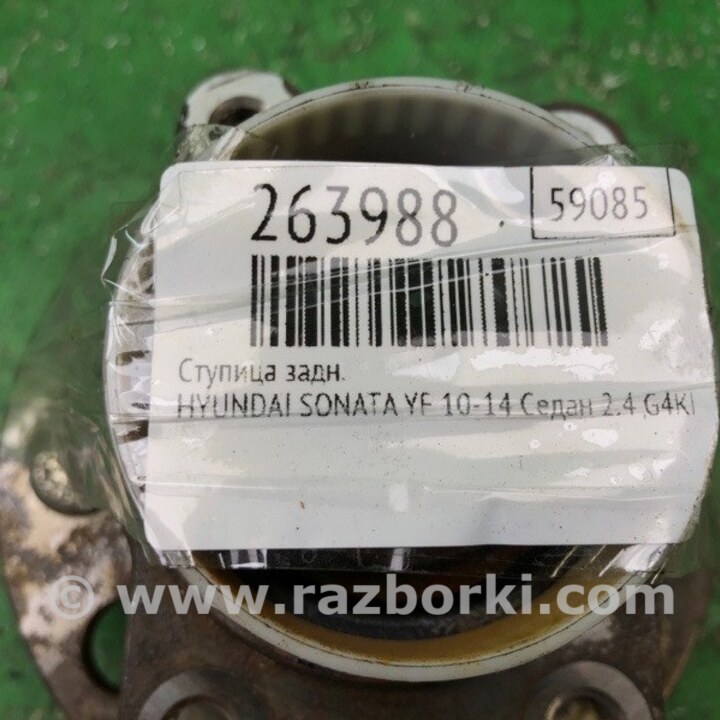 263988
59085
Ступица задн.
HYUNDAI SONATA YF 10-14 Седан 2.4 G4KI
© www.razborki.com